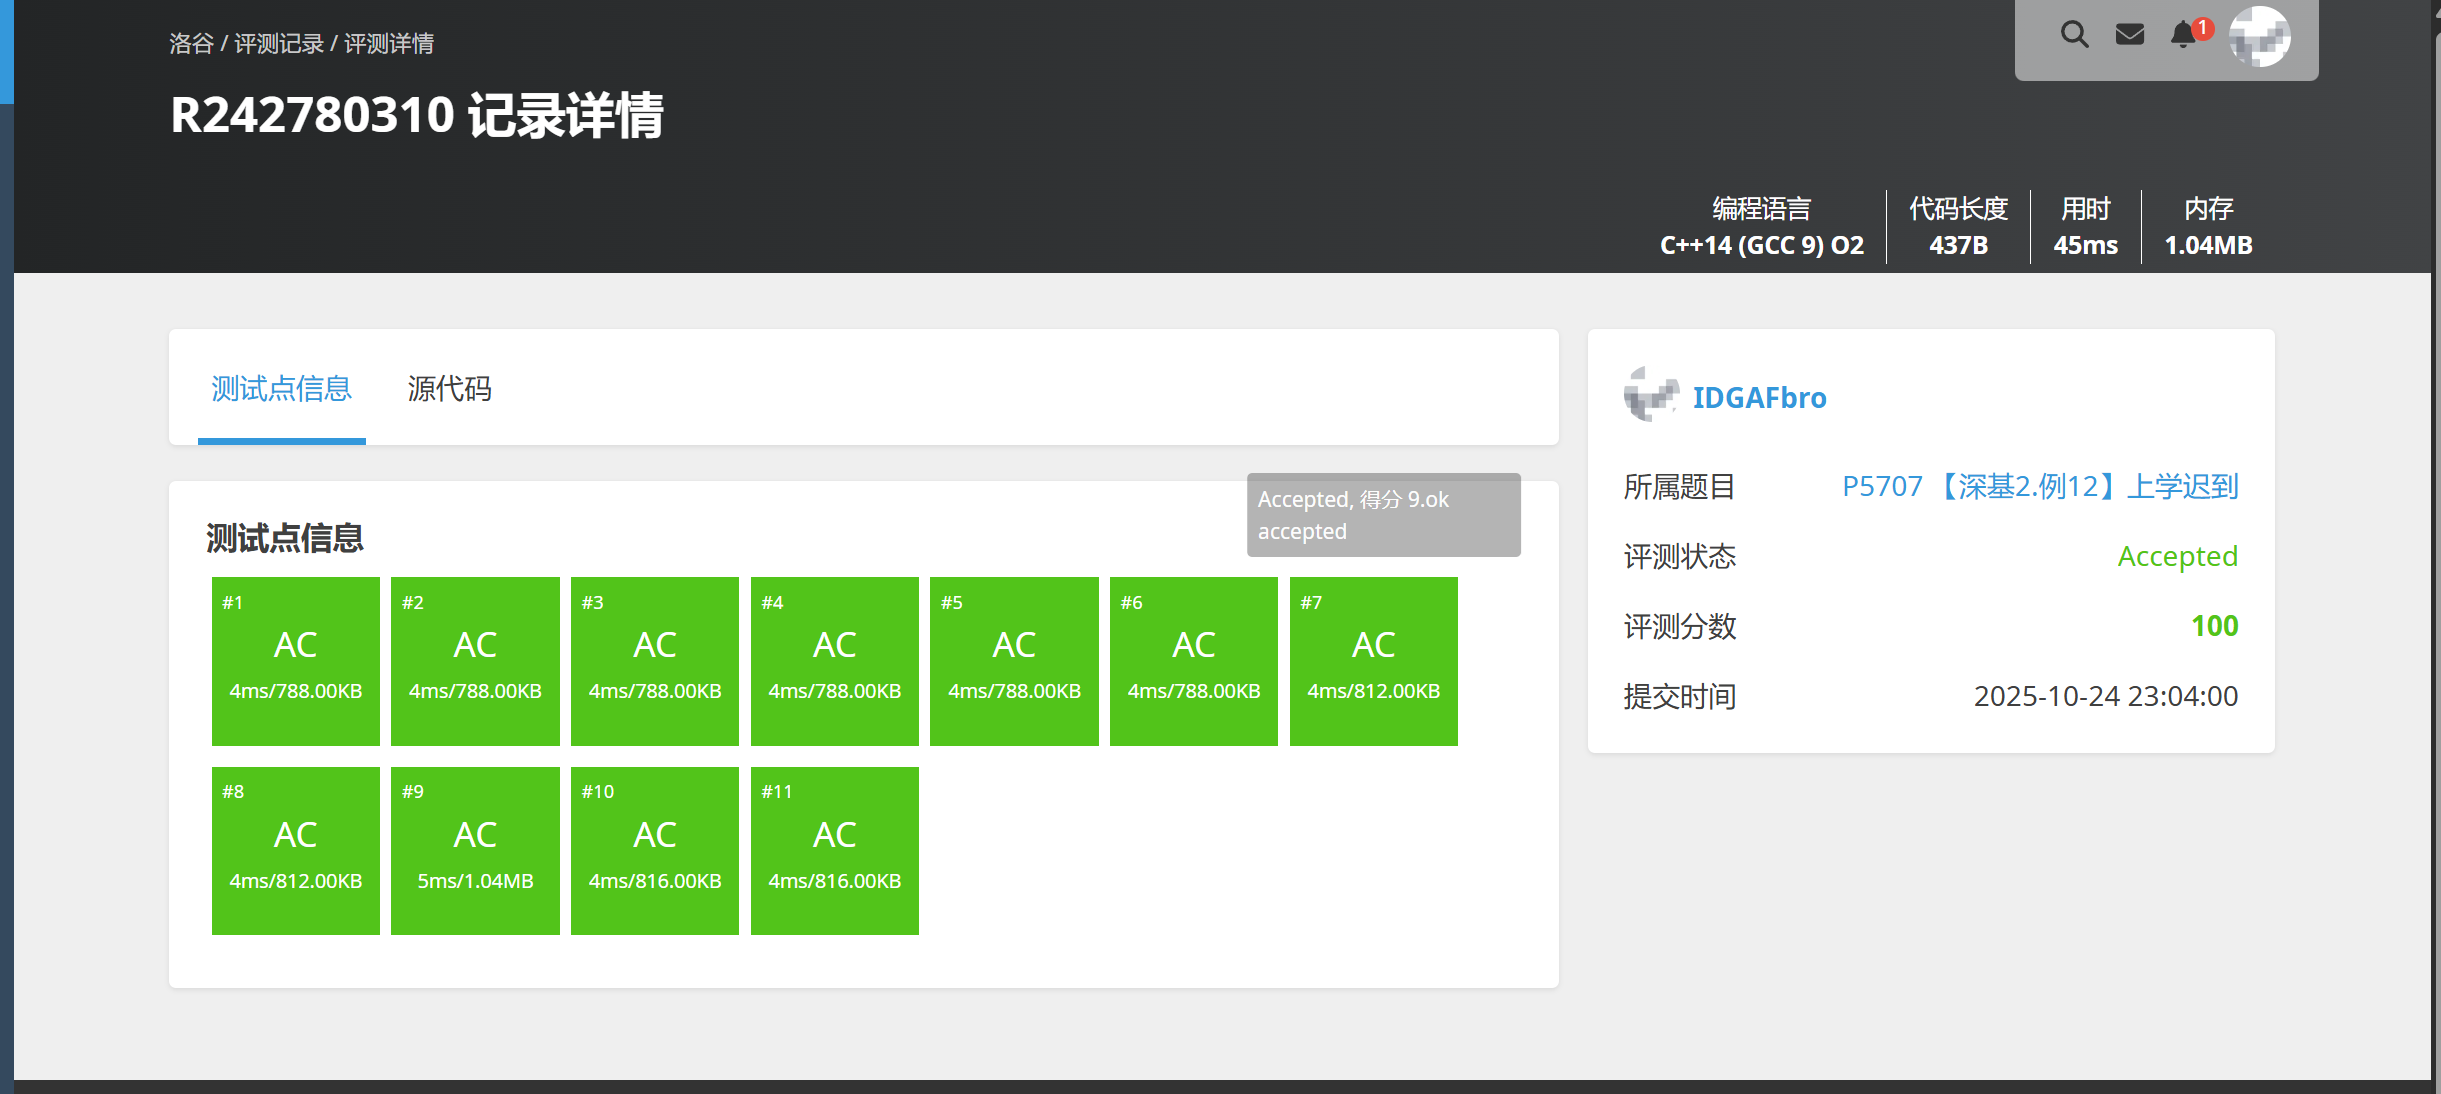 洛谷 / 评测记录 / 评测详情
1
R242780310 记录详情
编程语言
C++14 (GCC 9) O2
代码长度
437B
用时
45ms
内存
1.04MB
测试点信息
源代码
Accepted, 得分 9.ok
accepted
测试点信息
#1
AC
4ms/788.00KB
#2
AC
4ms/788.00KB
#3
AC
4ms/788.00KB
#4
AC
4ms/788.00KB
#5
AC
4ms/788.00KB
#6
AC
4ms/788.00KB
#7
AC
4ms/812.00KB
#8
AC
4ms/812.00KB
#9
AC
5ms/1.04MB
#10
AC
4ms/816.00KB
#11
AC
4ms/816.00KB
IDGAFbro
所属题目 P5707 【深基2.例12】上学迟到
评测状态 Accepted
评测分数 100
提交时间 2025-10-24 23:04:00